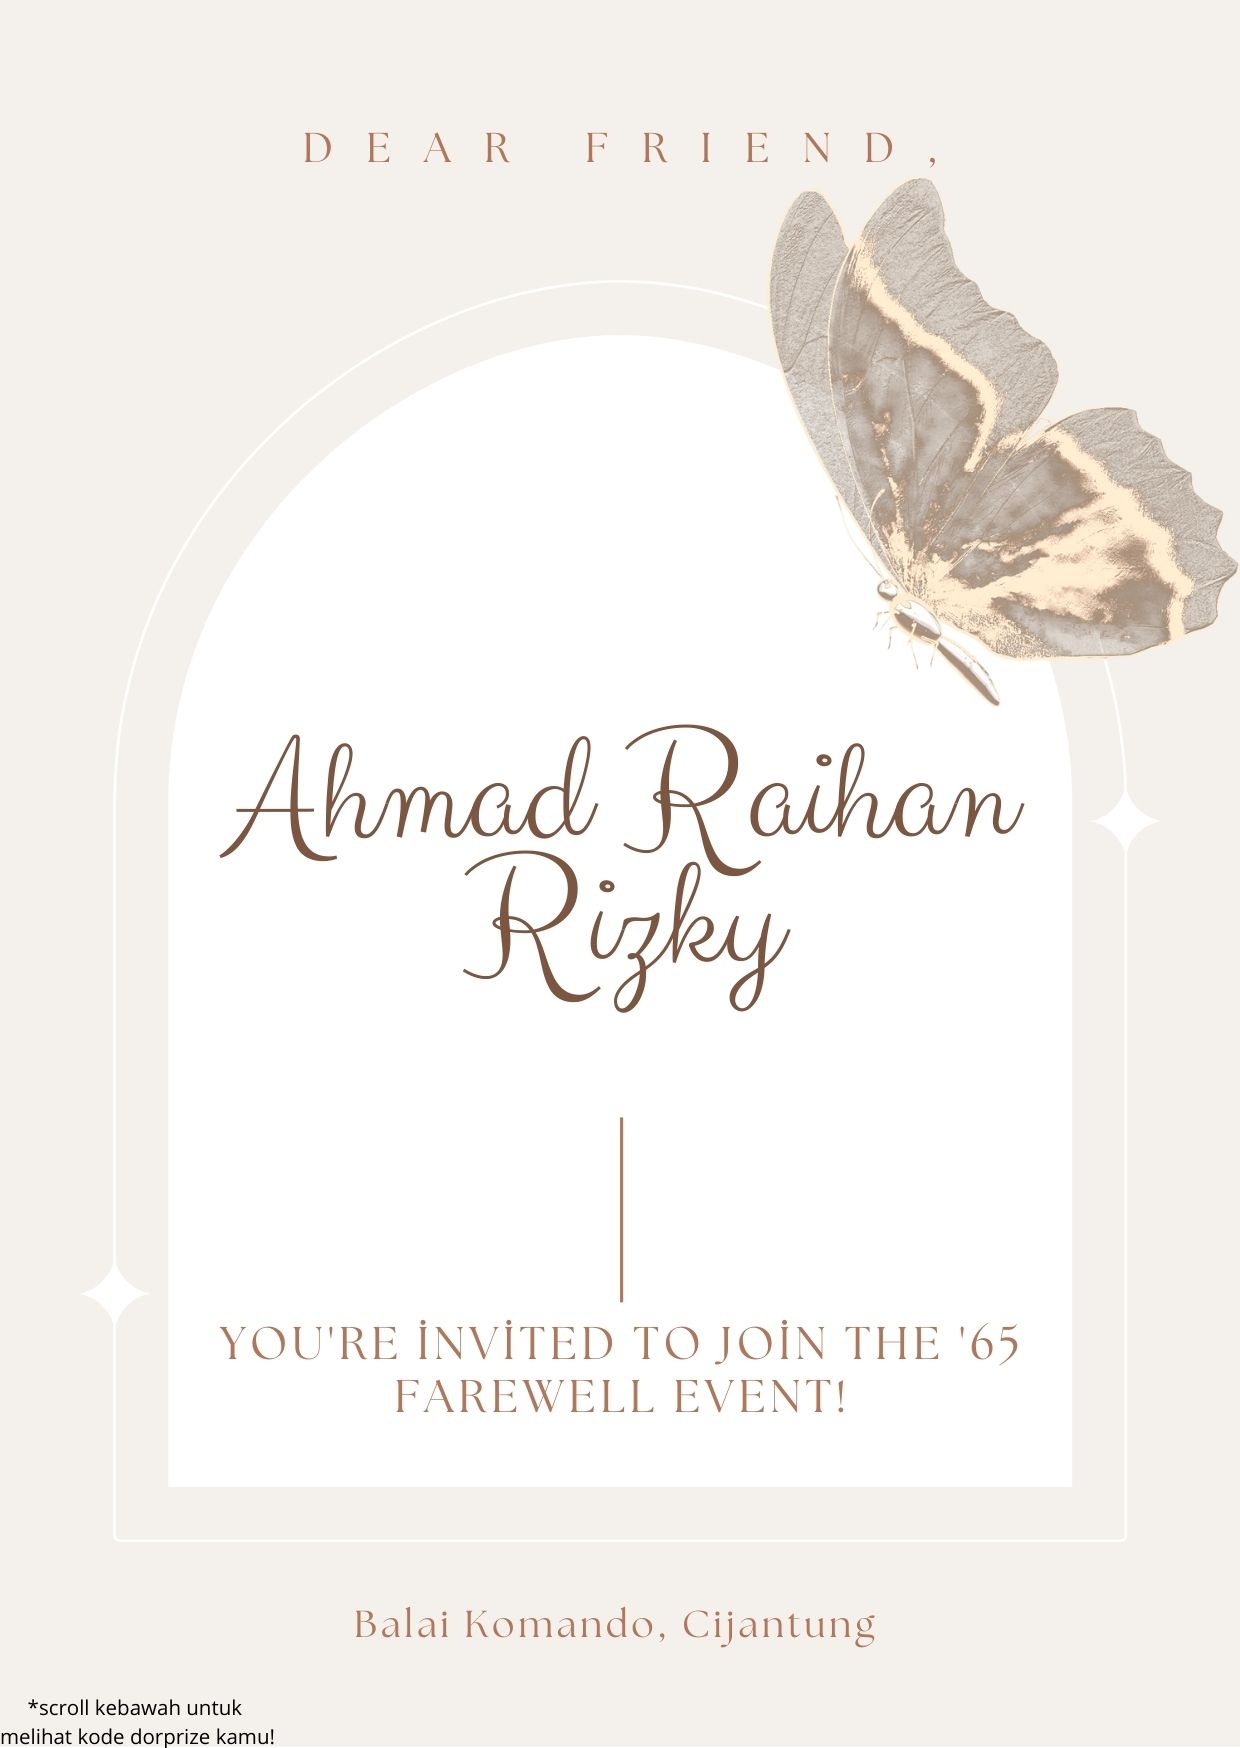 DEAR FRIEND,
Ahmad Raihan
Rizky
YOU'RE İNVİTED TO JOİN THE '65
FAREWELL EVENT!
Balai Komando, Cijantung
*scroll kebawah untuk
melihat kode dorprize kamu!